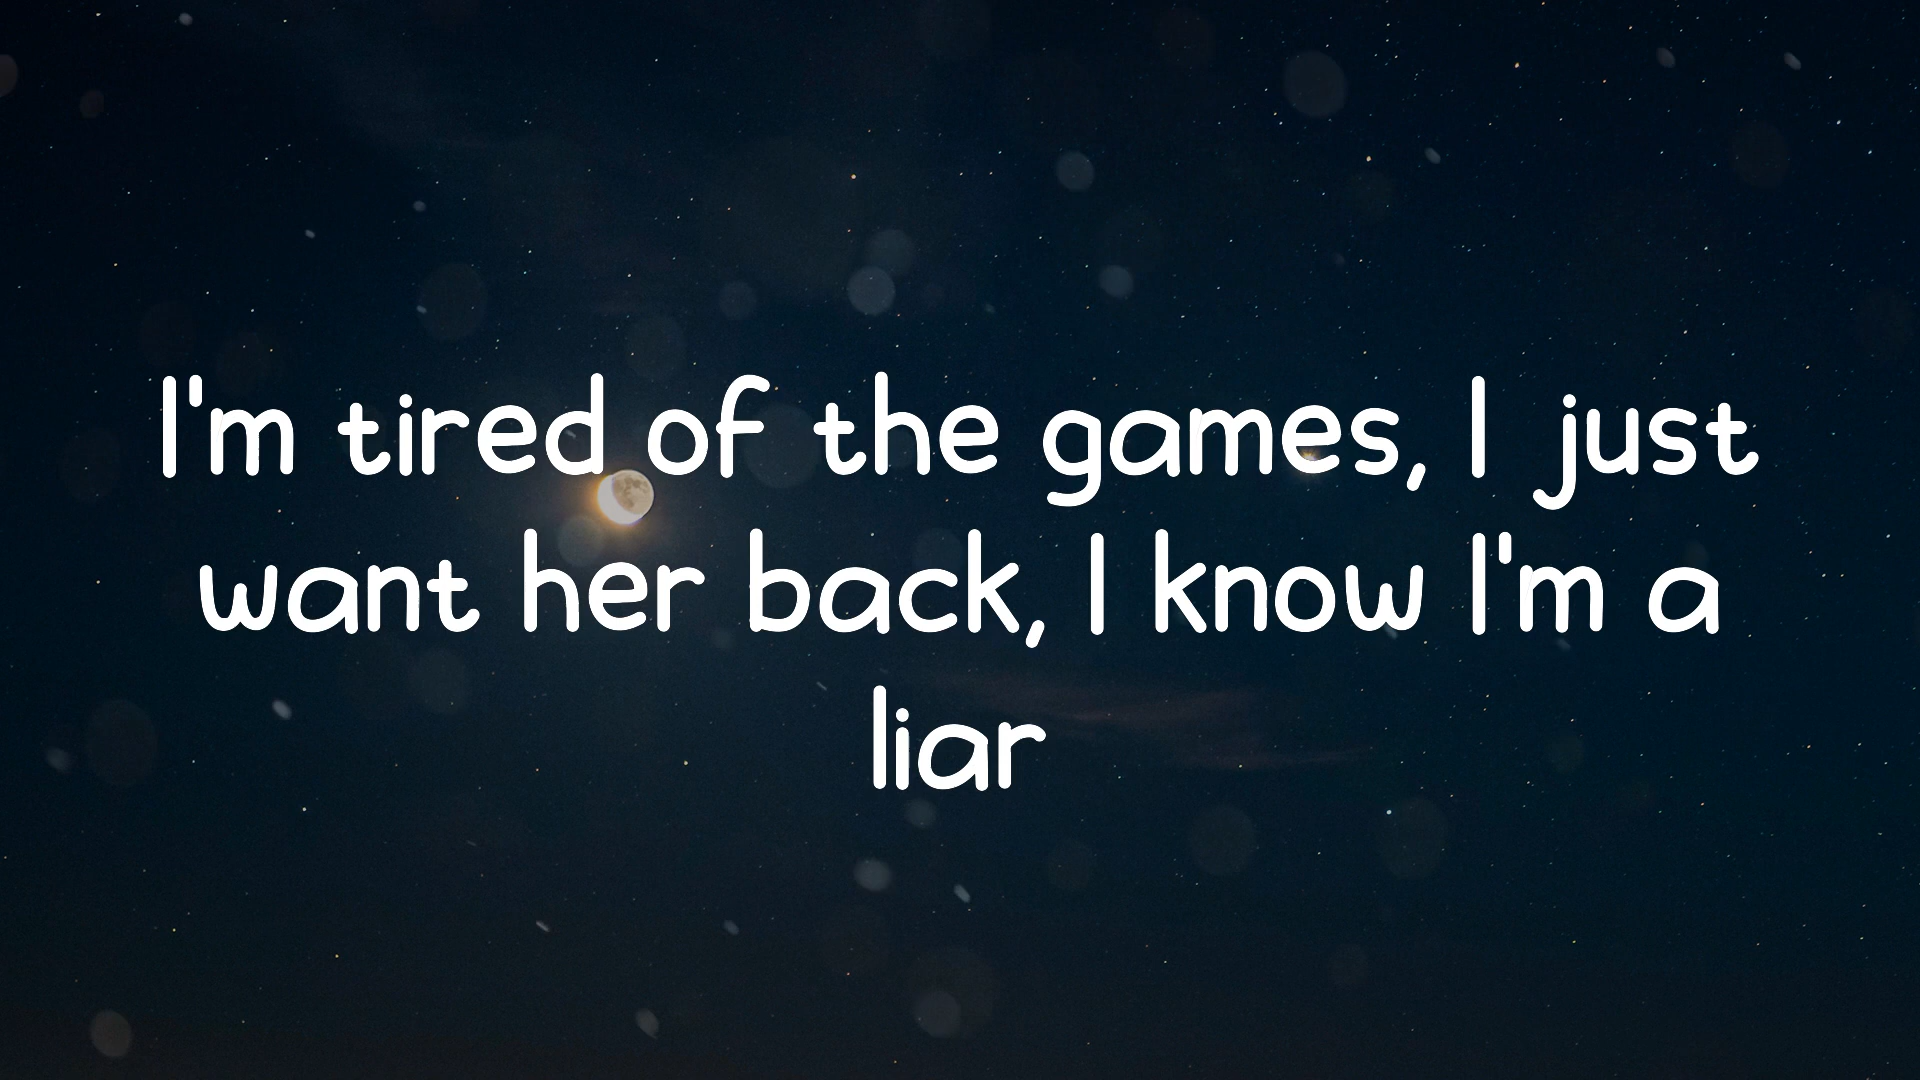 I'm tired of the games, I just
want her back, I know I'm a
liar